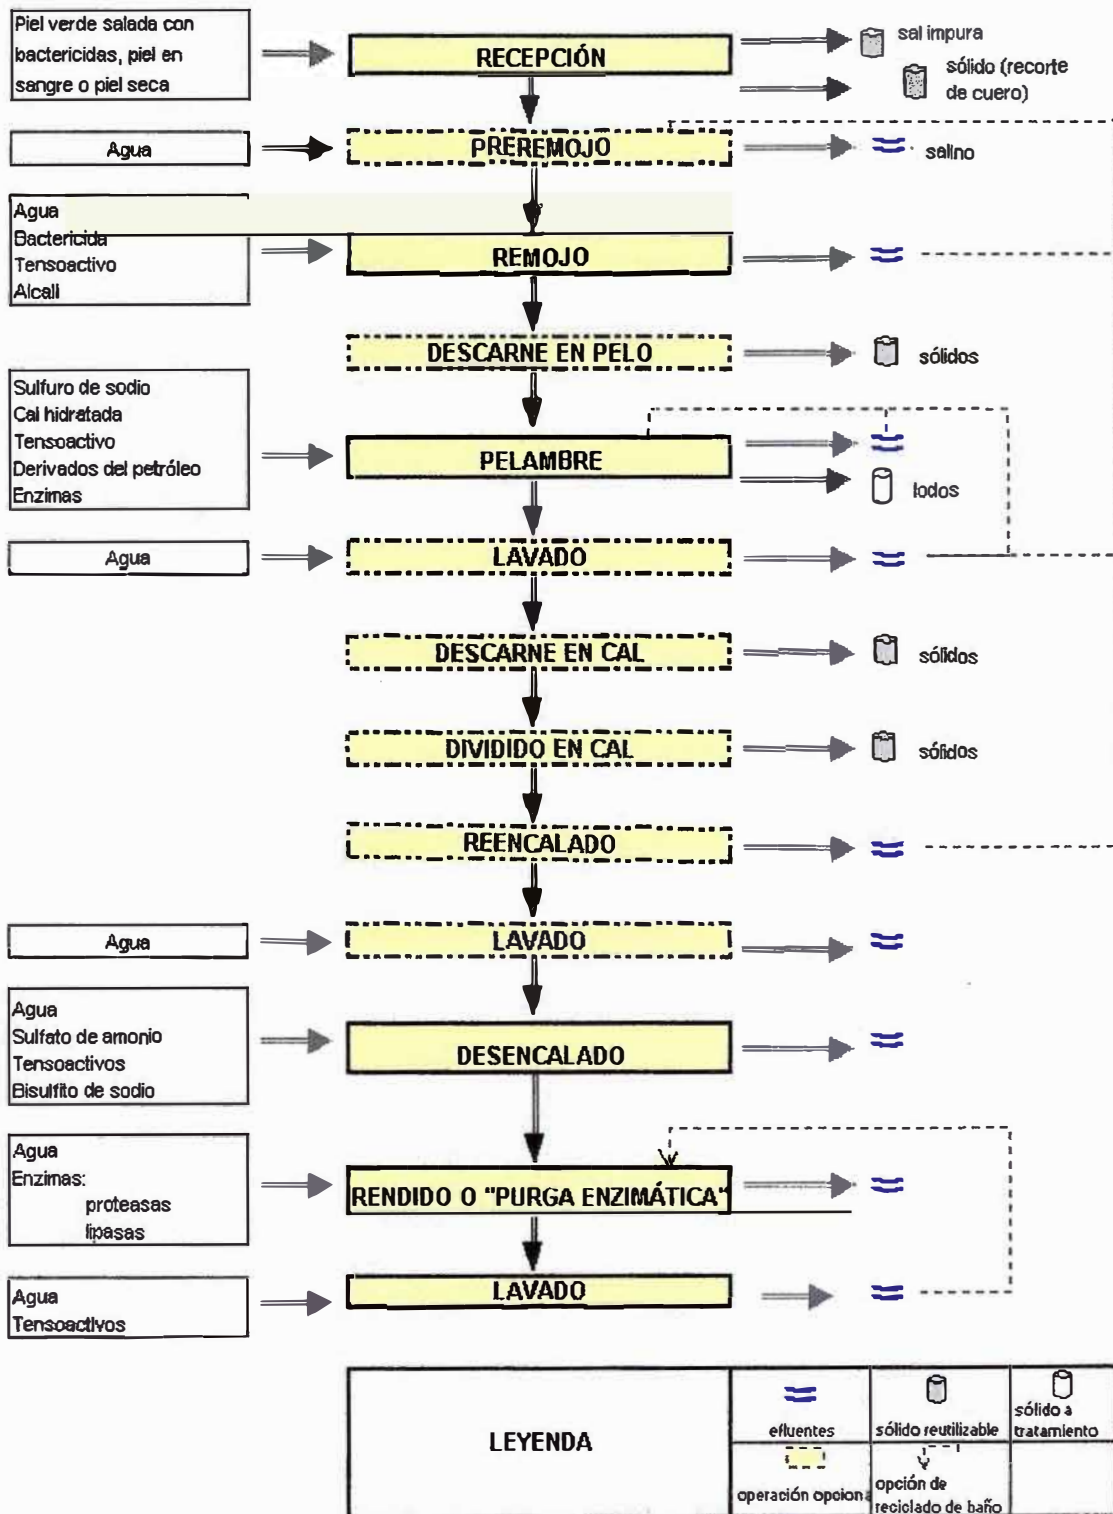 Piel verde salada con
bactericidas, piel en
sangre o piel seca
RECEPCIÓN
sal impura
sólido (recorte
de cuero)
Agua
PREREMOJO
salino
Agua
Bactericida
Tensoactivo
Alcali
REMOJO
DESCARNE EN PELO
sólidos
Sulfuro de sodio
Cal hidratada
Tensoactivo
Derivados del petróleo
Enzimas
PELAMBRE
lodos
Agua
LAVADO
DESCARNE EN CAL
sólidos
DIVIDIDO EN CAL
sólidos
REENCALADO
Agua
LAVADO
Agua
Sulfato de amonio
Tensoactivos
Bisulfito de sodio
DESENCALADO
Agua
Enzimas:
proteasas
lipasas
RENDIDO O "PURGA ENZIMÁTICA"
Agua
Tensoactivos
LAVADO
LEYENDA
efluentes
sólido reutilizable
sólido a
tratamiento
operación opciona
opción de
reciclado de baño